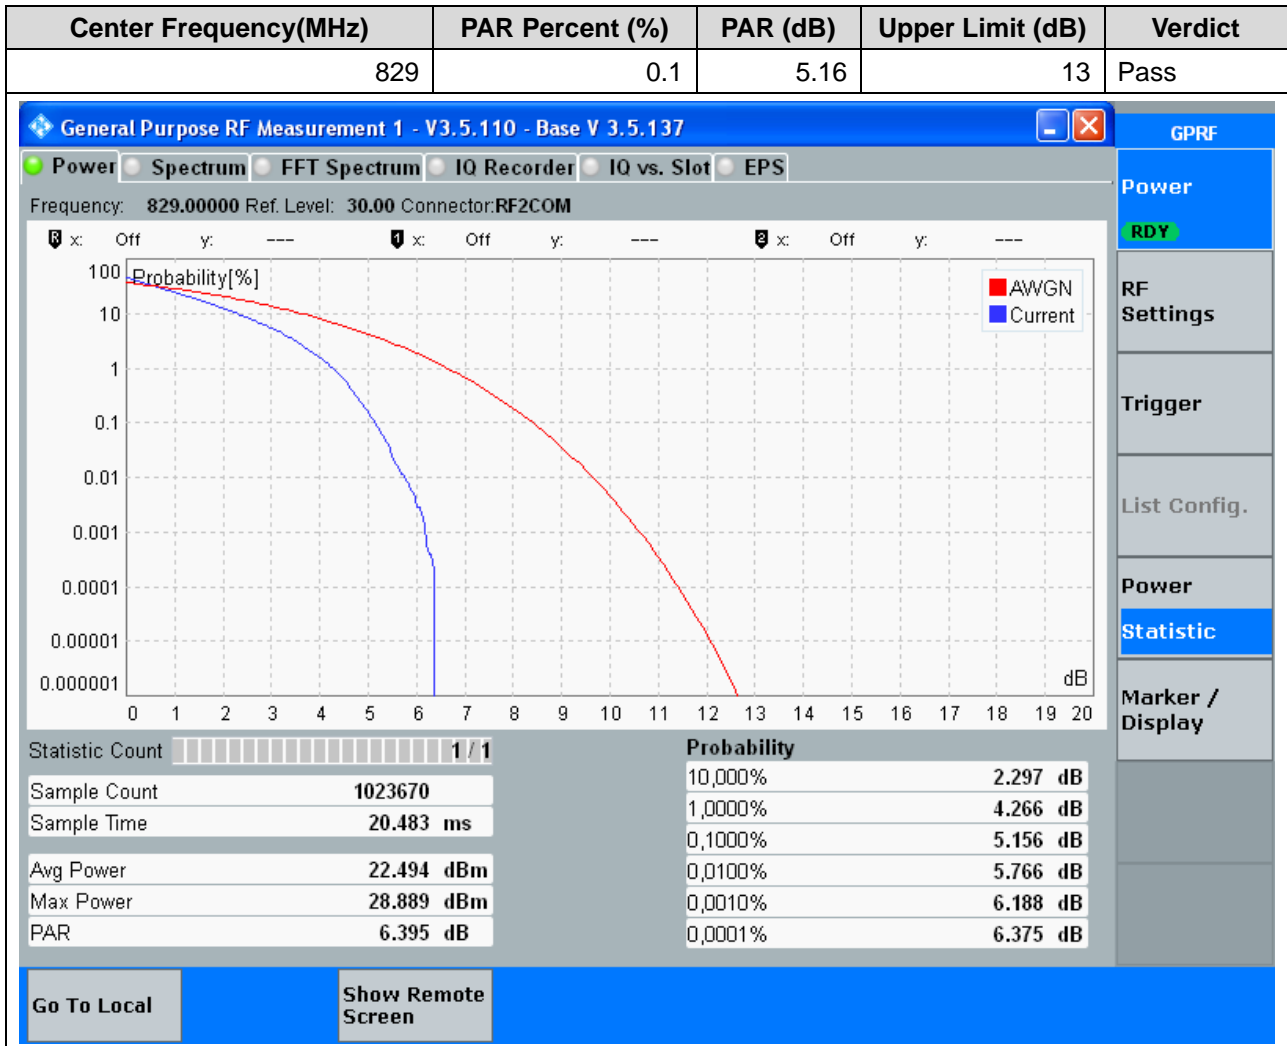 Center Frequency(MHz) PAR Percent (%) PAR (dB) Upper Limit (dB) Verdict
829 0.1 5.16 13 Pass
General Purpose RF Measurement 1 - V3.5.110 - Base V 3.5.137
GPRF
Power Spectrum FFT Spectrum IQ Recorder IQ vs. Slot EPS
Frequency: 829.00000 Ref. Level: 30.00 Connector:RF2COM
R x: Off y: --- 1 x: Off y: --- 2 x: Off y: ---
Probability[%]
100
10
1
0.1
0.01
0.001
0.0001
0.00001
0.000001
AWGN
Current
dB
0 1 2 3 4 5 6 7 8 9 10 11 12 13 14 15 16 17 18 19 20
Statistic Count 1 / 1
Sample Count 1023670
Sample Time 20.483 ms
Avg Power 22.494 dBm
Max Power 28.889 dBm
PAR 6.395 dB
Probability
10,000% 2.297 dB
1,0000% 4.266 dB
0,1000% 5.156 dB
0,0100% 5.766 dB
0,0010% 6.188 dB
0,0001% 6.375 dB
Power
RDY
RF
Settings
Trigger
List Config.
Power
Statistic
Marker /
Display
Go To Local
Show Remote
Screen